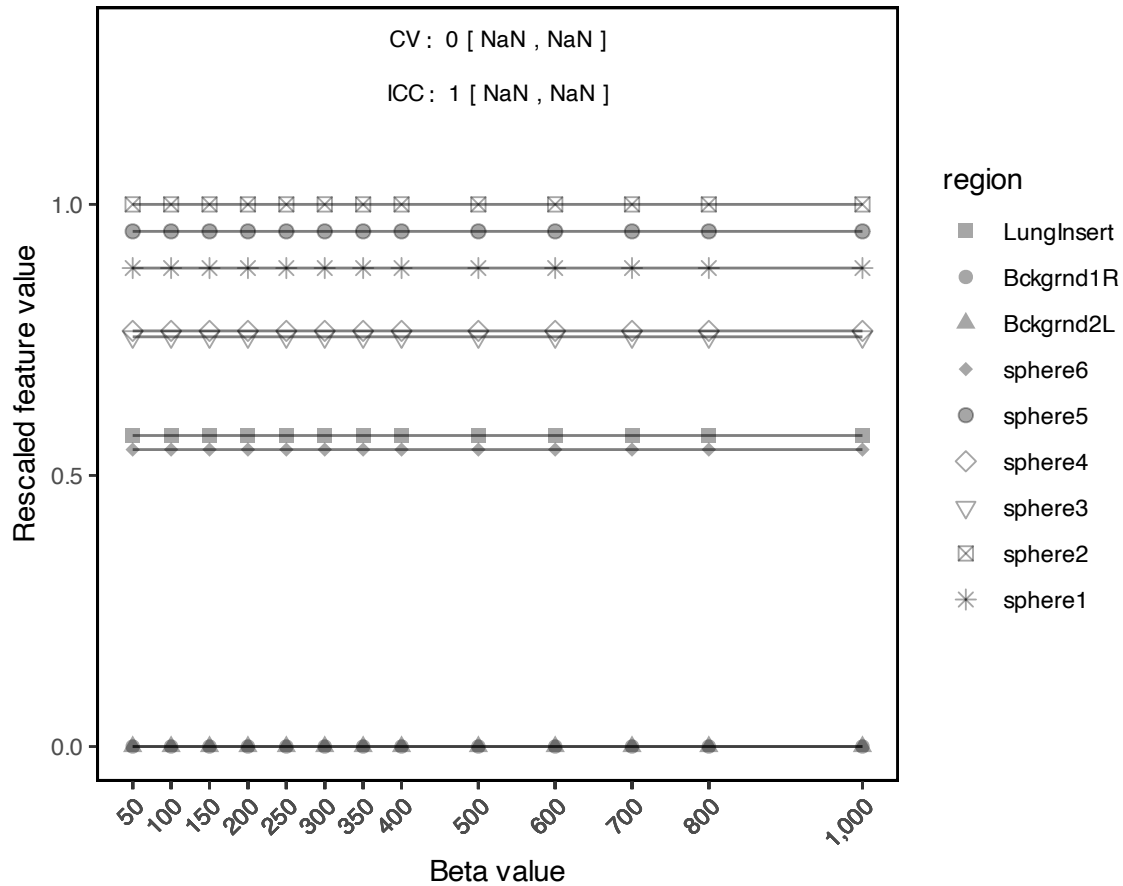 CV: 0 [ NaN , NaN ]
ICC: 1 [ NaN , NaN ]
Rescaled feature value
1.0
0.5
0.0
50
100
150
200
250
300
350
400
500
600
700
800
1,000
Beta value
region
LungInsert
Bckgrnd1R
Bckgrnd2L
sphere6
sphere5
sphere4
sphere3
sphere2
sphere1